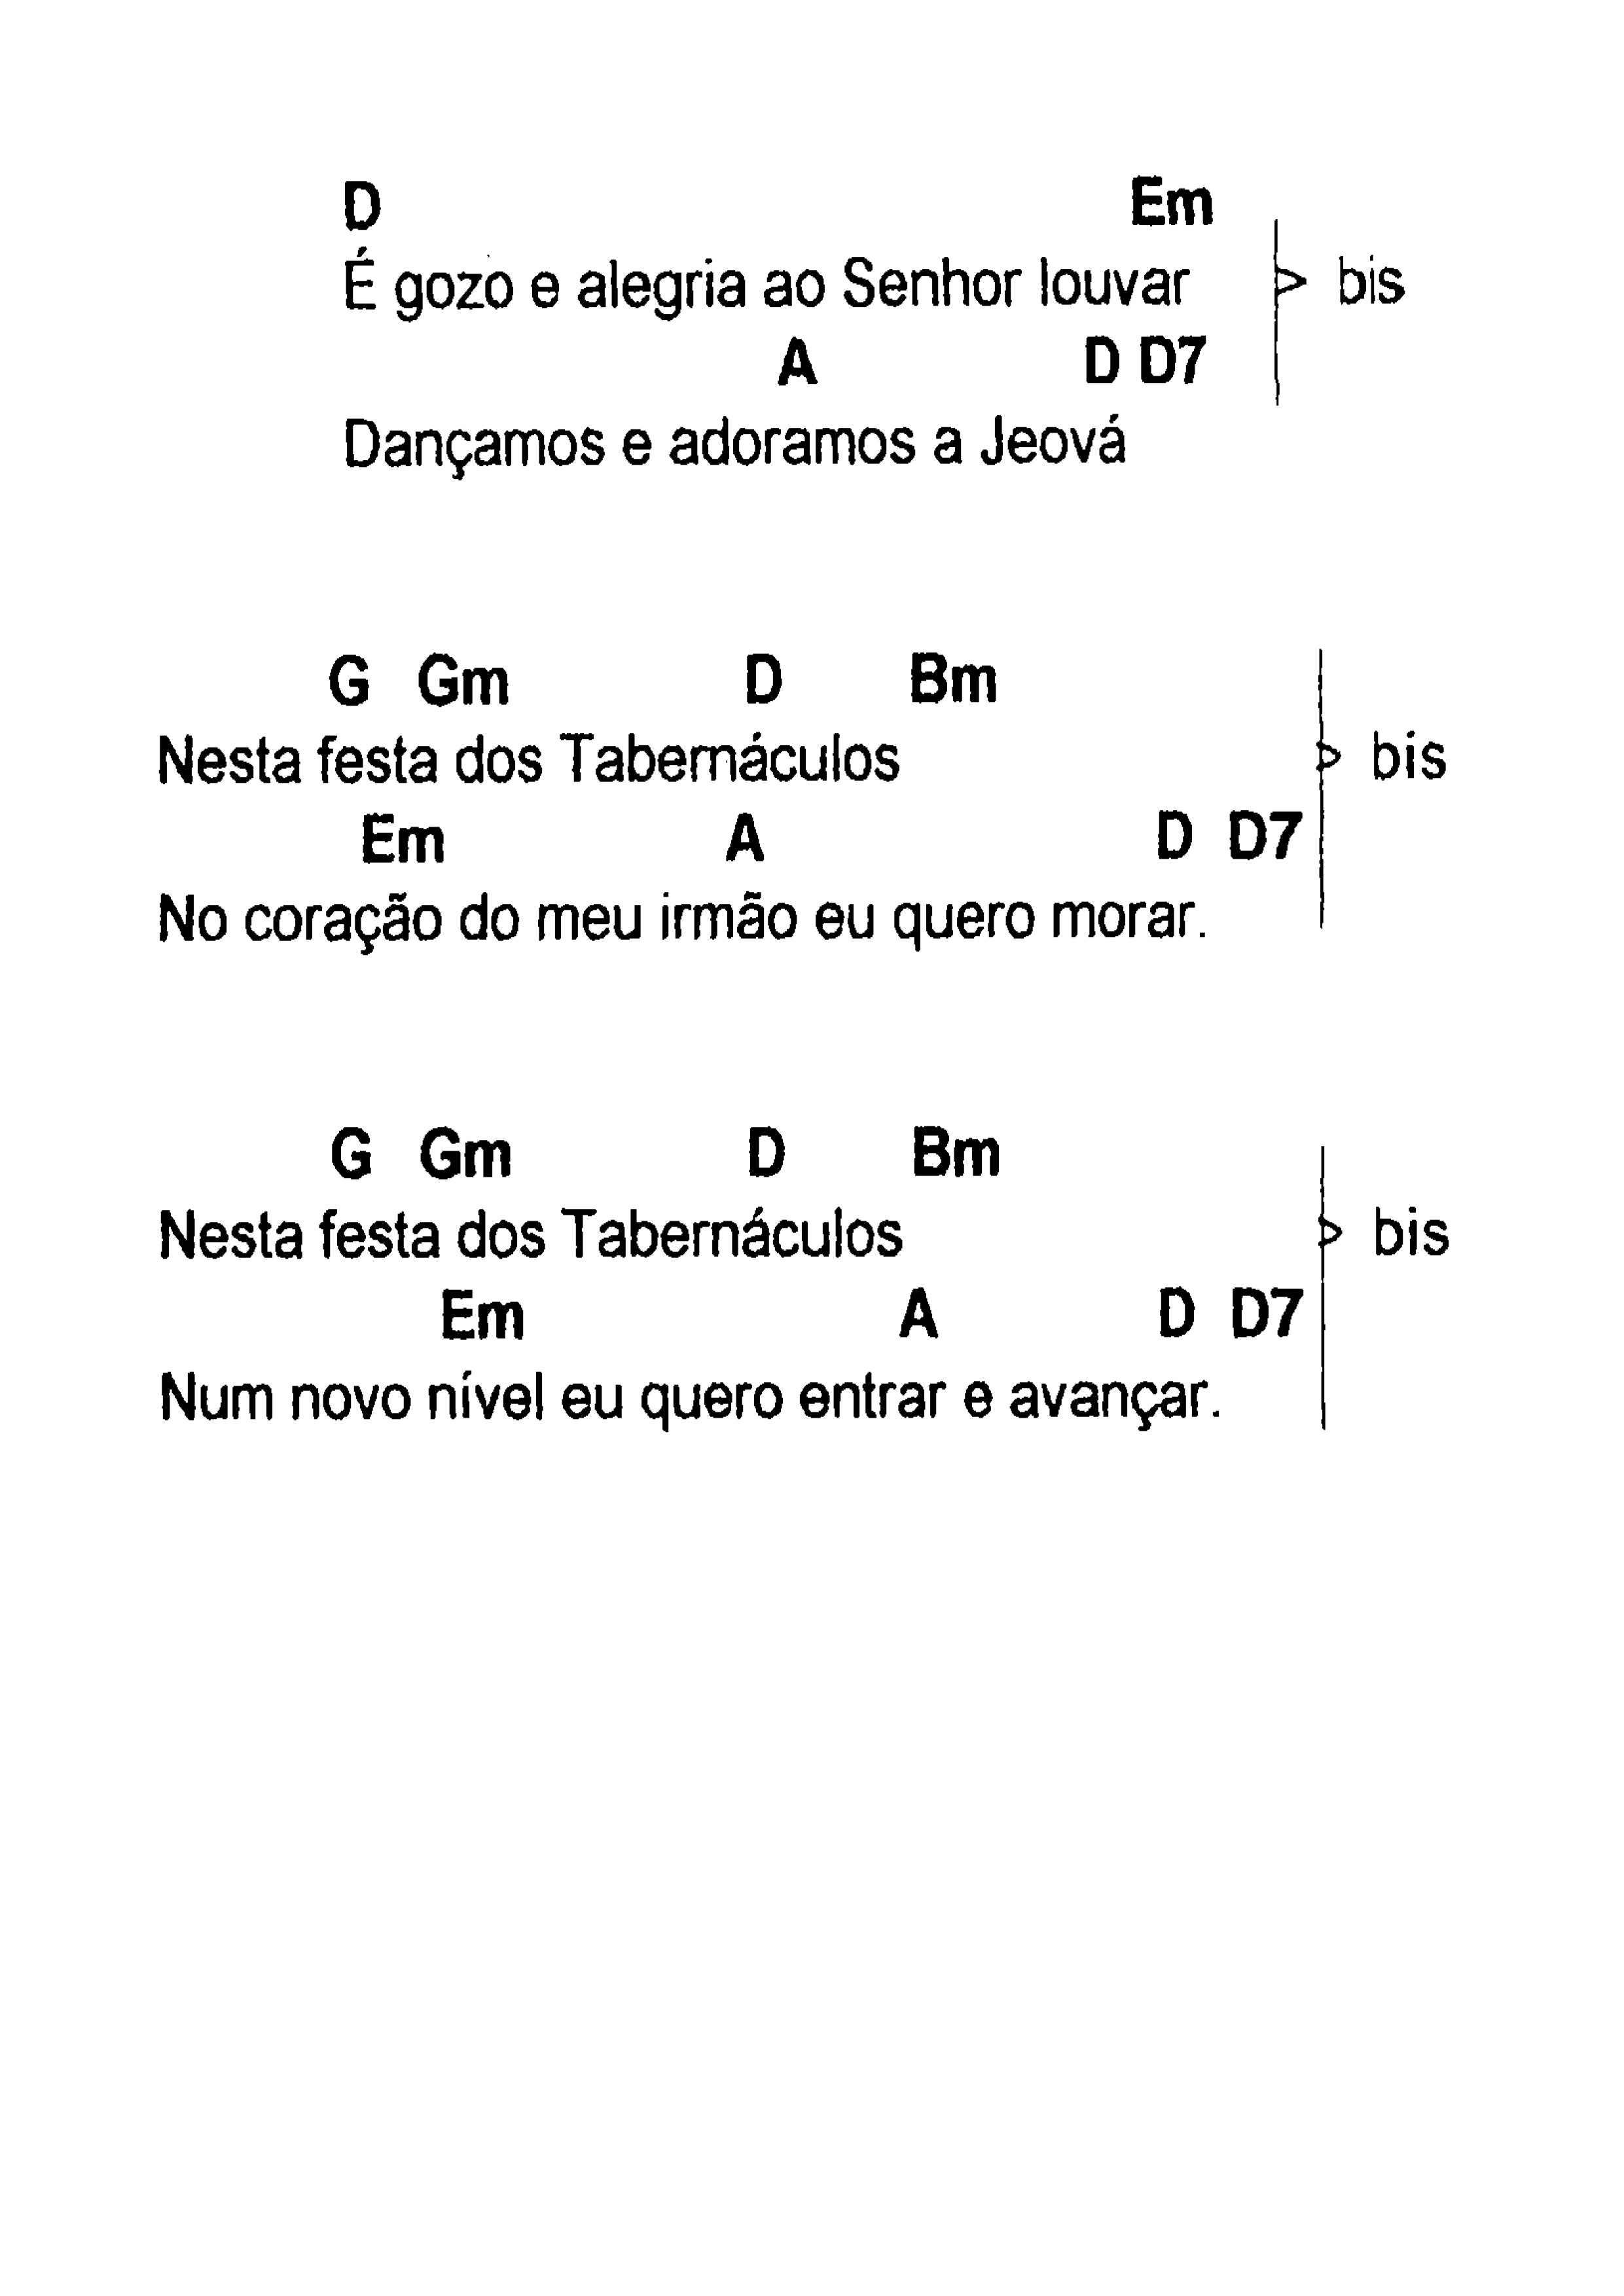 D Em
É gozo e alegria ao Senhor louvar > bis
A D D7
Dançamos e adoramos a Jeová
G Gm D Bm
Nesta festa dos Tabernáculos > bis
Em A D D7
No coração do meu irmão eu quero morar.
G Gm D Bm
Nesta festa dos Tabernáculos > bis
Em A D D7
Num novo nível eu quero entrar e avançar.